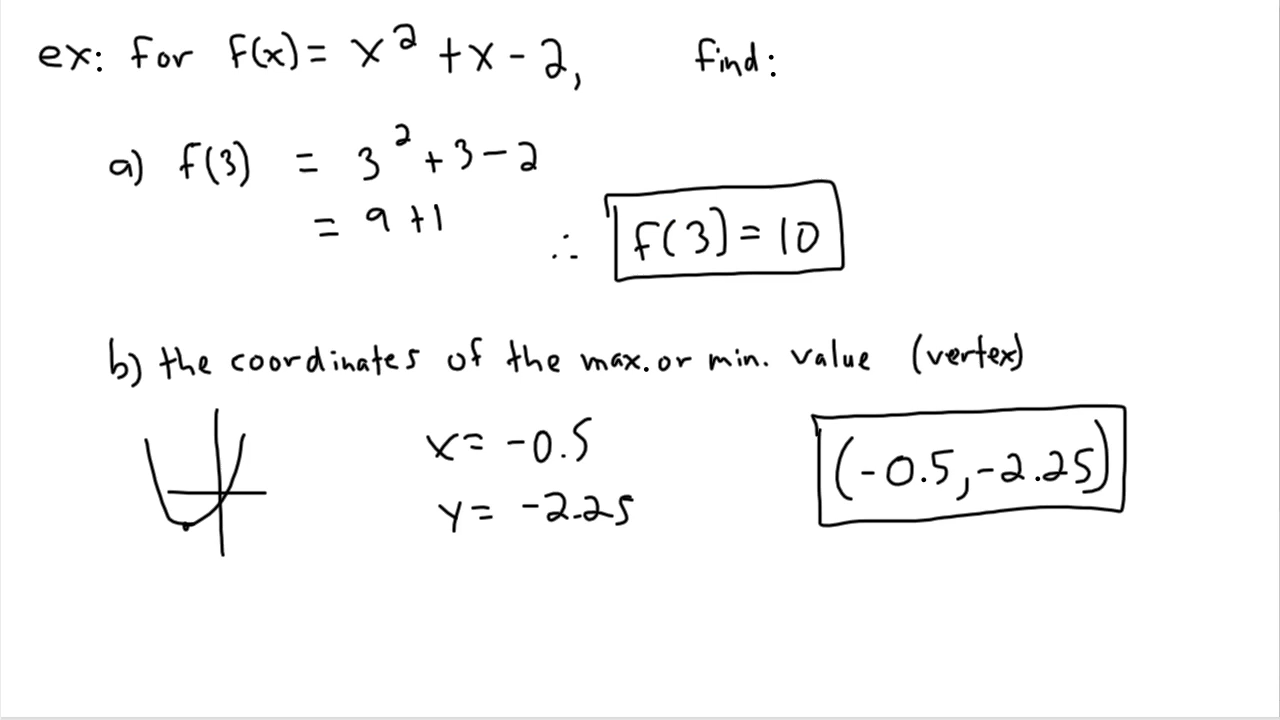 ex: For f(x) = x² + x - 2, find:
a) f(3) = 3² + 3 - 2
= 9 + 1
∴ f(3) = 10
b) the coordinates of the max. or min. value (vertex)
x = -0.5
y = -2.25
(-0.5, -2.25)